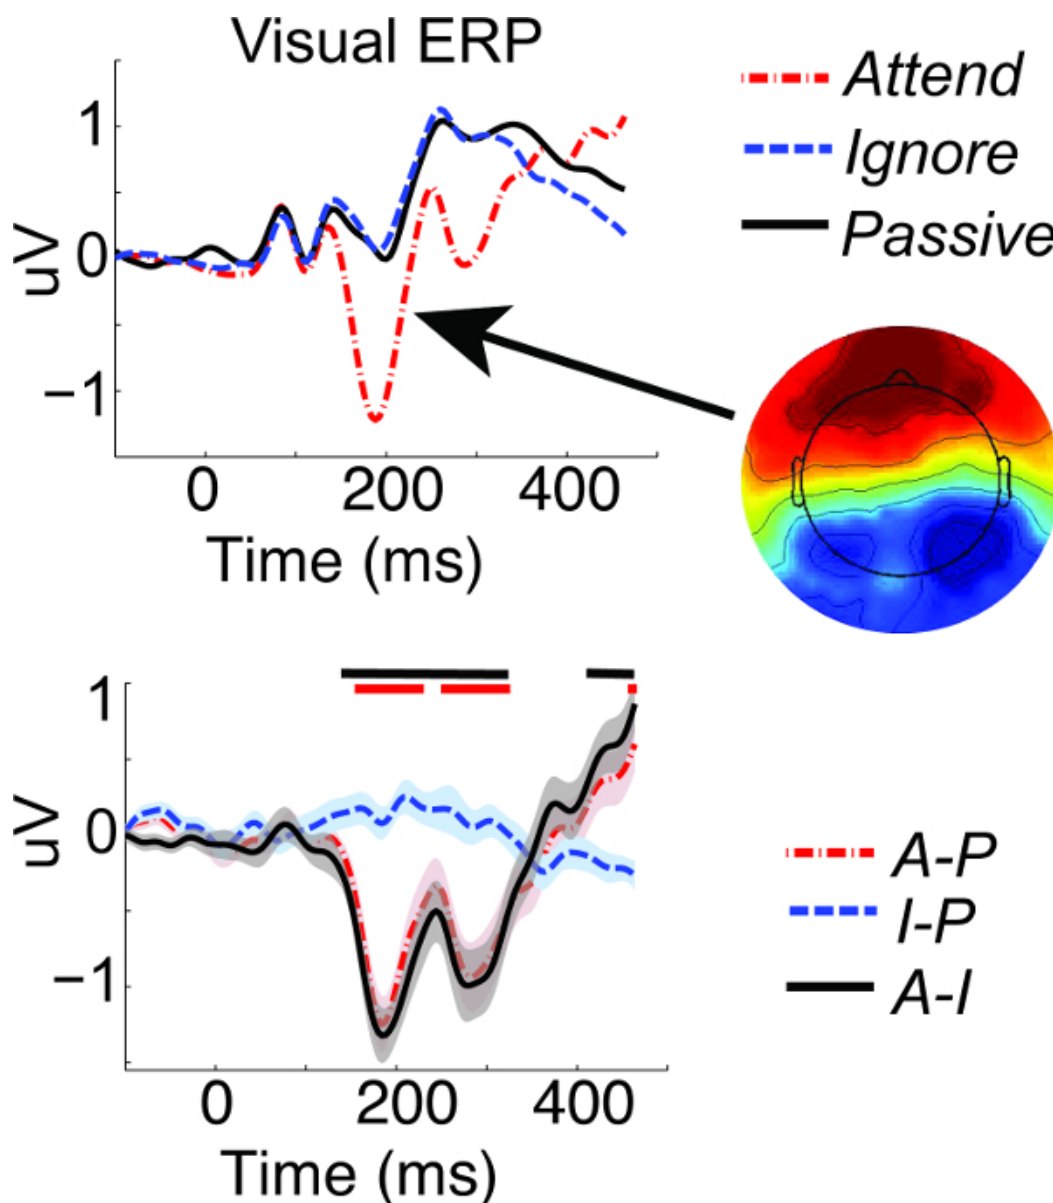 Visual ERP
Attend
Ignore
Passive
uV
1
0
−1
0 200 400
Time (ms)
uV
1
0
−1
0 200 400
Time (ms)
A-P
I-P
A-I